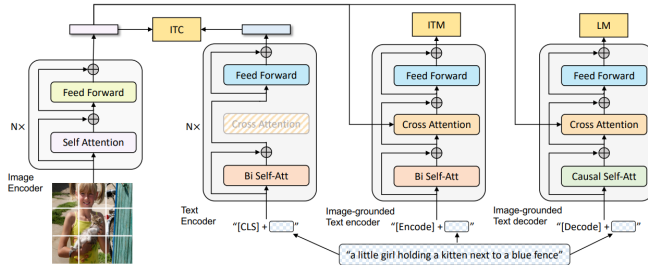 ITC
ITM
LM
Feed Forward
Self Attention
N×
Image
Encoder
Feed Forward
Cross Attention
Bi Self-Att
N×
Text
Encoder
"[CLS] + "
Feed Forward
Cross Attention
Bi Self-Att
Image-grounded
Text encoder
"[Encode] + "
Feed Forward
Cross Attention
Causal Self-Att
Image-grounded
Text decoder
"[Decode] + "
"a little girl holding a kitten next to a blue fence"